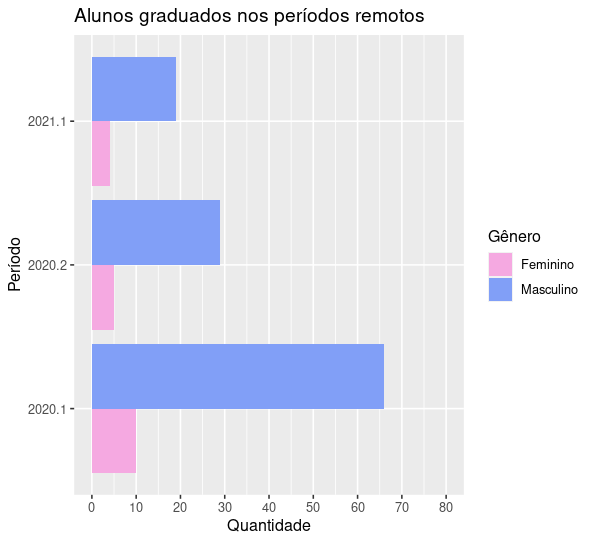 Alunos graduados nos períodos remotos
2021.1
2020.2
2020.1
Período
0 10 20 30 40 50 60 70 80
Quantidade
Gênero
Feminino
Masculino